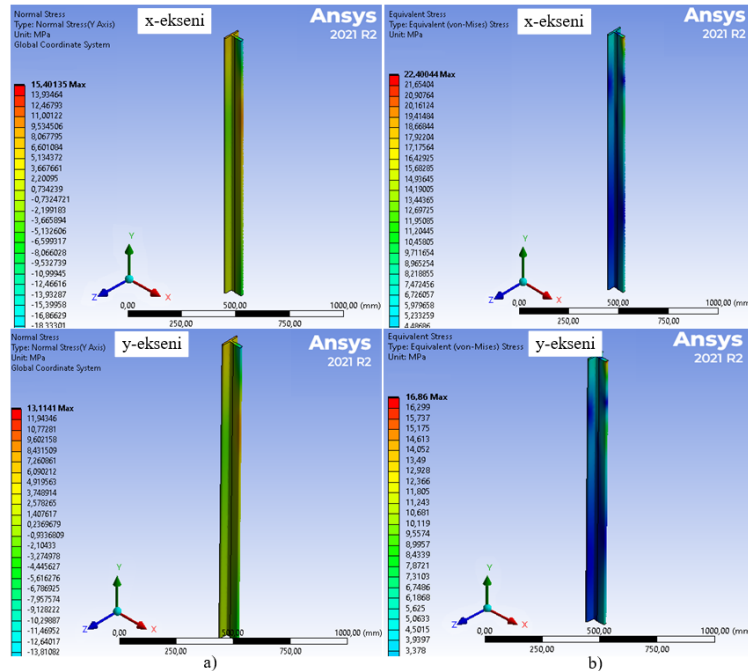 Normal Stress
Type: Normal Stress(Y Axis)
Unit: MPa
Global Coordinate System
x-ekseni
Ansys
2021 R2
15,40135 Max
13,93464
12,46793
11,00122
9,534506
8,067795
6,601084
5,134372
3,667661
2,20095
0,734239
-0,7324721
-2,199183
-3,665894
-5,132606
-6,599317
-8,066028
-9,532739
-10,99945
-12,46616
-13,93287
-15,39958
-16,86629
-18,33301
Y
Z
X
0,00
500,00
1000,00 (mm)
250,00
750,00
Equivalent Stress
Type: Equivalent (von-Mises) Stress
Unit: MPa
x-ekseni
Ansys
2021 R2
22,40044 Max
21,65404
20,90764
20,16124
19,41484
18,66844
17,92204
17,17564
16,42925
15,68285
14,93645
14,19005
13,44365
12,69725
11,95085
11,20445
10,45805
9,711654
8,965254
8,218855
7,472456
6,726057
5,979658
5,233259
4,48686
Y
Z
X
0,00
500,00
1000,00 (mm)
250,00
750,00
Normal Stress
Type: Normal Stress(Y Axis)
Unit: MPa
Global Coordinate System
y-ekseni
Ansys
2021 R2
13,1141 Max
11,94346
10,77281
9,602158
8,431509
7,260861
6,090212
4,919563
3,748914
2,578265
1,407617
0,2369679
-0,9336809
-2,10433
-3,274978
-4,445627
-5,616276
-6,786925
-7,957574
-9,128222
-10,29887
-11,46952
-12,64017
-13,81082
Y
Z
X
0,00
500,00
1000,00 (mm)
250,00
750,00
a)
Equivalent Stress
Type: Equivalent (von-Mises) Stress
Unit: MPa
y-ekseni
Ansys
2021 R2
16,86 Max
16,299
15,737
15,175
14,613
14,052
13,49
12,928
12,366
11,805
11,243
10,681
10,119
9,5574
8,9957
8,4339
7,8721
7,3103
6,7486
6,1868
5,625
5,0633
4,5015
3,9397
3,378
Y
Z
X
0,00
500,00
1000,00 (mm)
250,00
750,00
b)